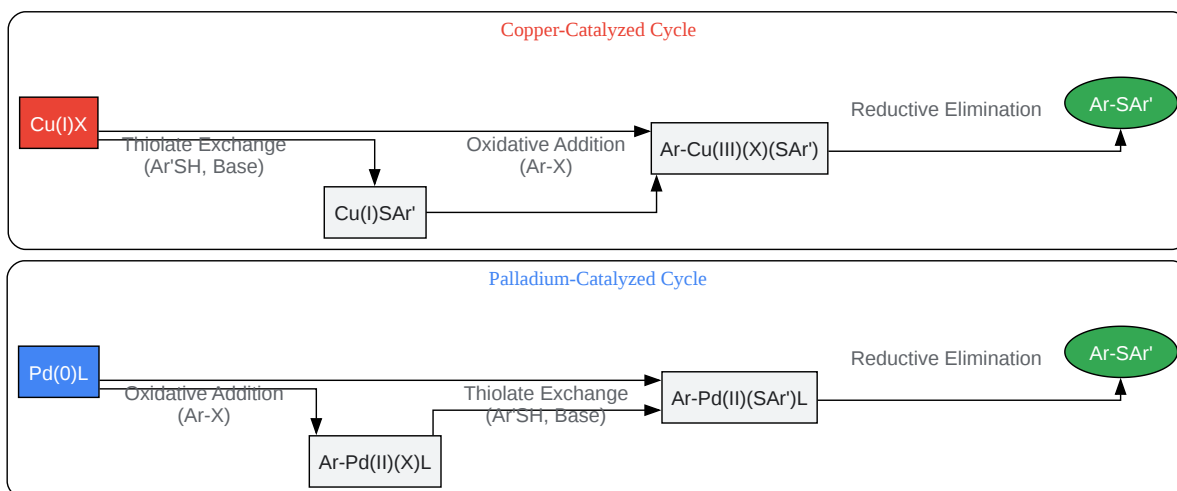 Copper-Catalyzed Cycle
Cu(I)X
Thiolate Exchange
(Ar'SH, Base)
Cu(I)SAr'
Oxidative Addition
(Ar-X)
Ar-Cu(III)(X)(SAr')
Reductive Elimination
Ar-SAr'
Palladium-Catalyzed Cycle
Pd(0)L
Oxidative Addition
(Ar-X)
Ar-Pd(II)(X)L
Thiolate Exchange
(Ar'SH, Base)
Ar-Pd(II)(SAr')L
Reductive Elimination
Ar-SAr'